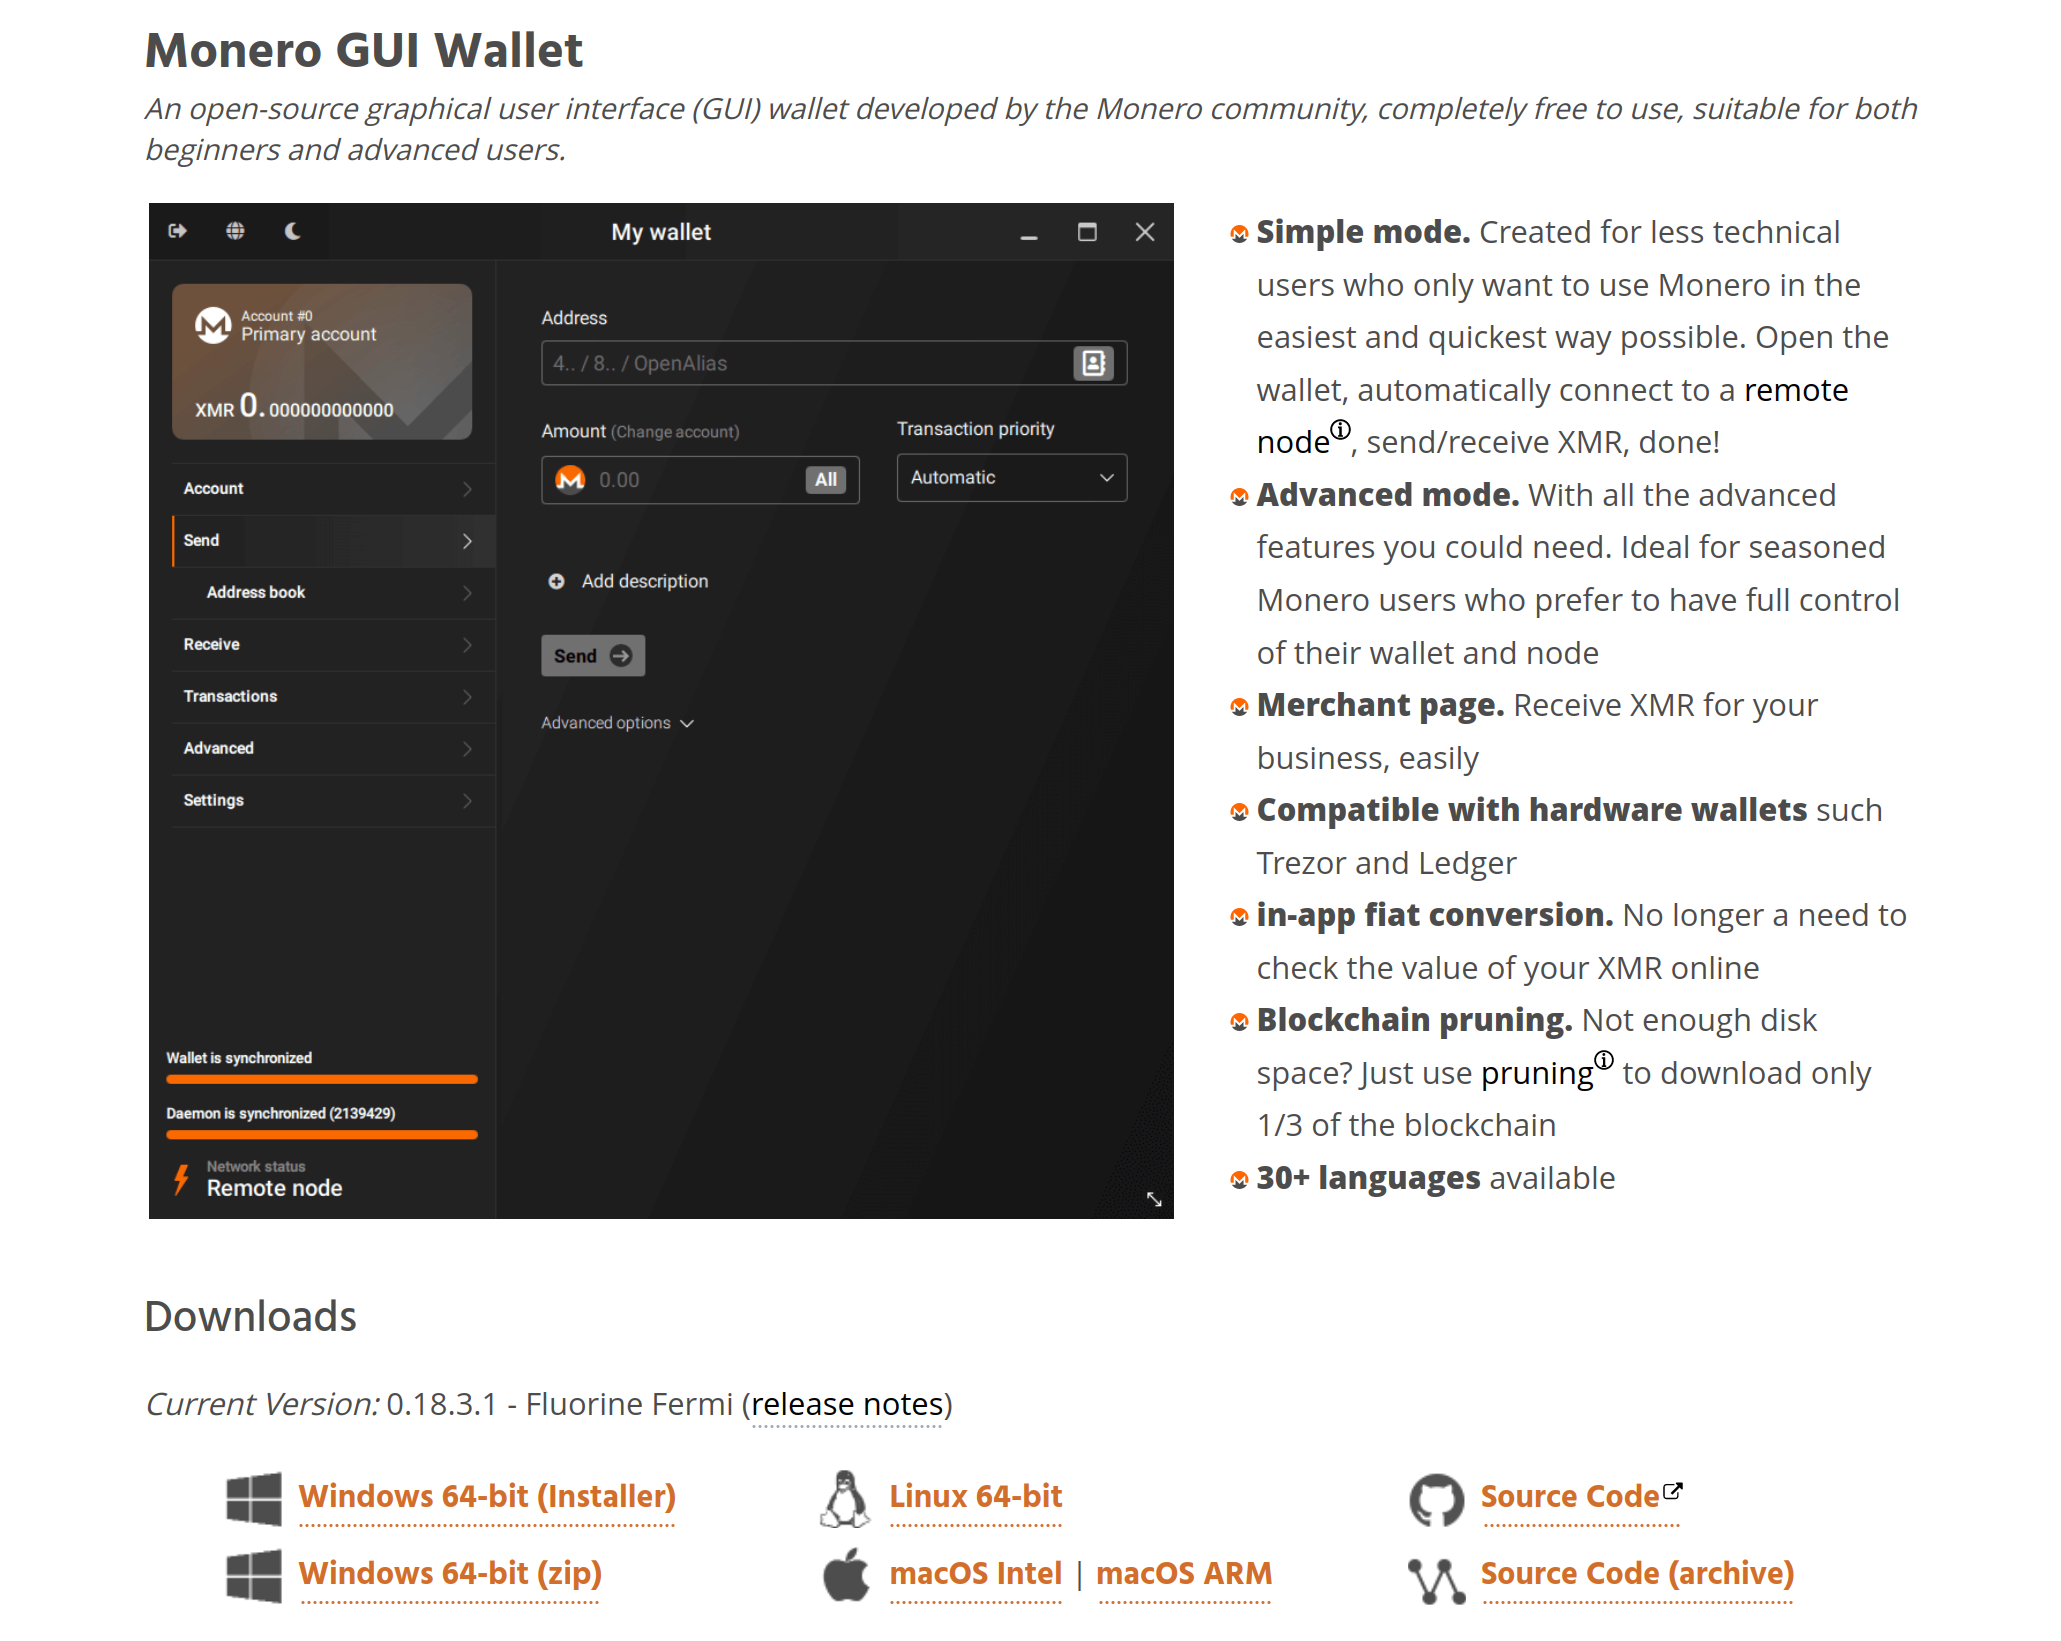 Monero GUI Wallet
An open-source graphical user interface (GUI) wallet developed by the Monero community, completely free to use, suitable for both
beginners and advanced users.
My wallet
Account #0
Primary account
XMR 0.000000000000
Account
Send
Address book
Receive
Transactions
Advanced
Settings
Wallet is synchronized
Daemon is synchronized (2139429)
Network status
Remote node
Address
4.. / 8.. / OpenAlias
Amount (Change account)
Transaction priority
0.00
All
Automatic
Add description
Send
Advanced options
Simple mode. Created for less technical
users who only want to use Monero in the
easiest and quickest way possible. Open the
wallet, automatically connect to a remote
node, send/receive XMR, done!
Advanced mode. With all the advanced
features you could need. Ideal for seasoned
Monero users who prefer to have full control
of their wallet and node
Merchant page. Receive XMR for your
business, easily
Compatible with hardware wallets such
Trezor and Ledger
in-app fiat conversion. No longer a need to
check the value of your XMR online
Blockchain pruning. Not enough disk
space? Just use pruning to download only
1/3 of the blockchain
30+ languages available
Downloads
Current Version: 0.18.3.1 - Fluorine Fermi (release notes)
Windows 64-bit (Installer)
Linux 64-bit
Source Code
Windows 64-bit (zip)
macOS Intel | macOS ARM
Source Code (archive)